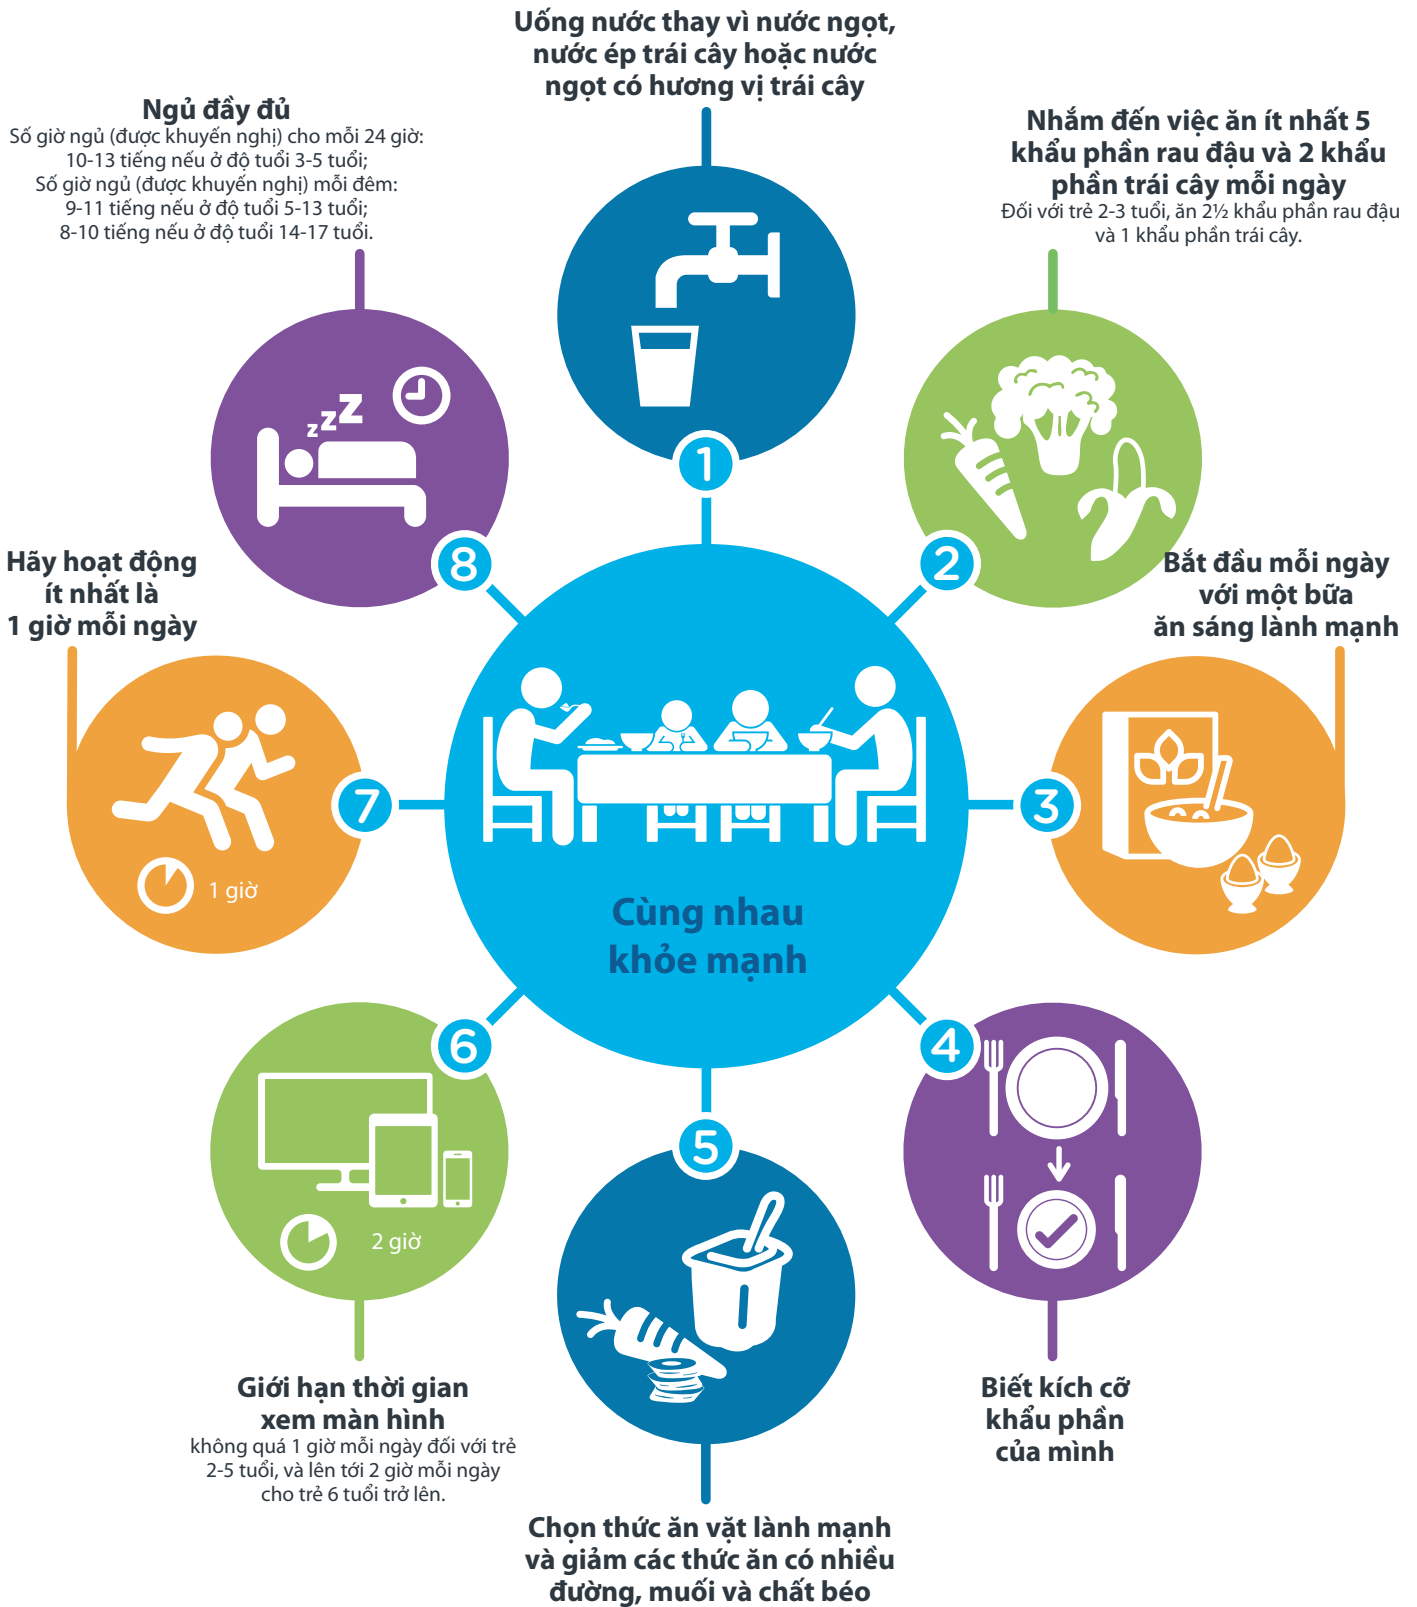 Uống nước thay vì nước ngọt,
nước ép trái cây hoặc nước
ngọt có hương vị trái cây
1
Nhắm đến việc ăn ít nhất 5
khẩu phần rau đậu và 2 khẩu
phần trái cây mỗi ngày
Đối với trẻ 2-3 tuổi, ăn 2½ khẩu phần rau đậu
và 1 khẩu phần trái cây.
2
Bắt đầu mỗi ngày
với một bữa
ăn sáng lành mạnh
3
4
Biết kích cỡ
khẩu phần
của mình
5
Chọn thức ăn vặt lành mạnh
và giảm các thức ăn có nhiều
đường, muối và chất béo
6
2 giờ
Giới hạn thời gian
xem màn hình
không quá 1 giờ mỗi ngày đối với trẻ
2-5 tuổi, và lên tới 2 giờ mỗi ngày
cho trẻ 6 tuổi trở lên.
Hãy hoạt động
ít nhất là
1 giờ mỗi ngày
7
1 giờ
Ngủ đầy đủ
Số giờ ngủ (được khuyến nghị) cho mỗi 24 giờ:
10-13 tiếng nếu ở độ tuổi 3-5 tuổi;
Số giờ ngủ (được khuyến nghị) mỗi đêm:
9-11 tiếng nếu ở độ tuổi 5-13 tuổi;
8-10 tiếng nếu ở độ tuổi 14-17 tuổi.
zzz
8
Cùng nhau
khỏe mạnh